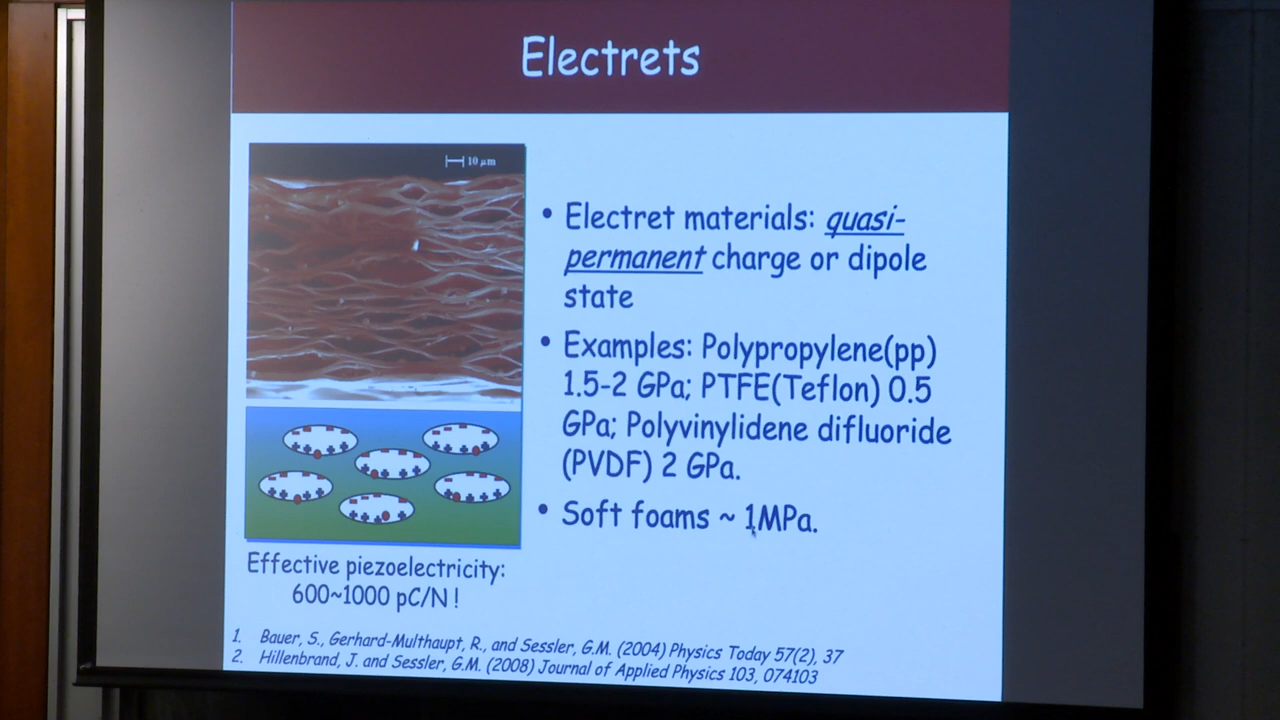 Electrets
10 μm
• Electret materials: quasi-
permanent charge or dipole
state
• Examples: Polypropylene(pp)
1.5-2 GPa; PTFE(Teflon) 0.5
GPa; Polyvinylidene difluoride
(PVDF) 2 GPa.
• Soft foams ~ 1MPa.
Effective piezoelectricity:
600~1000 pC/N !
1. Bauer, S., Gerhard-Multhaupt, R., and Sessler, G.M. (2004) Physics Today 57(2), 37
2. Hillenbrand, J. and Sessler, G.M. (2008) Journal of Applied Physics 103, 074103